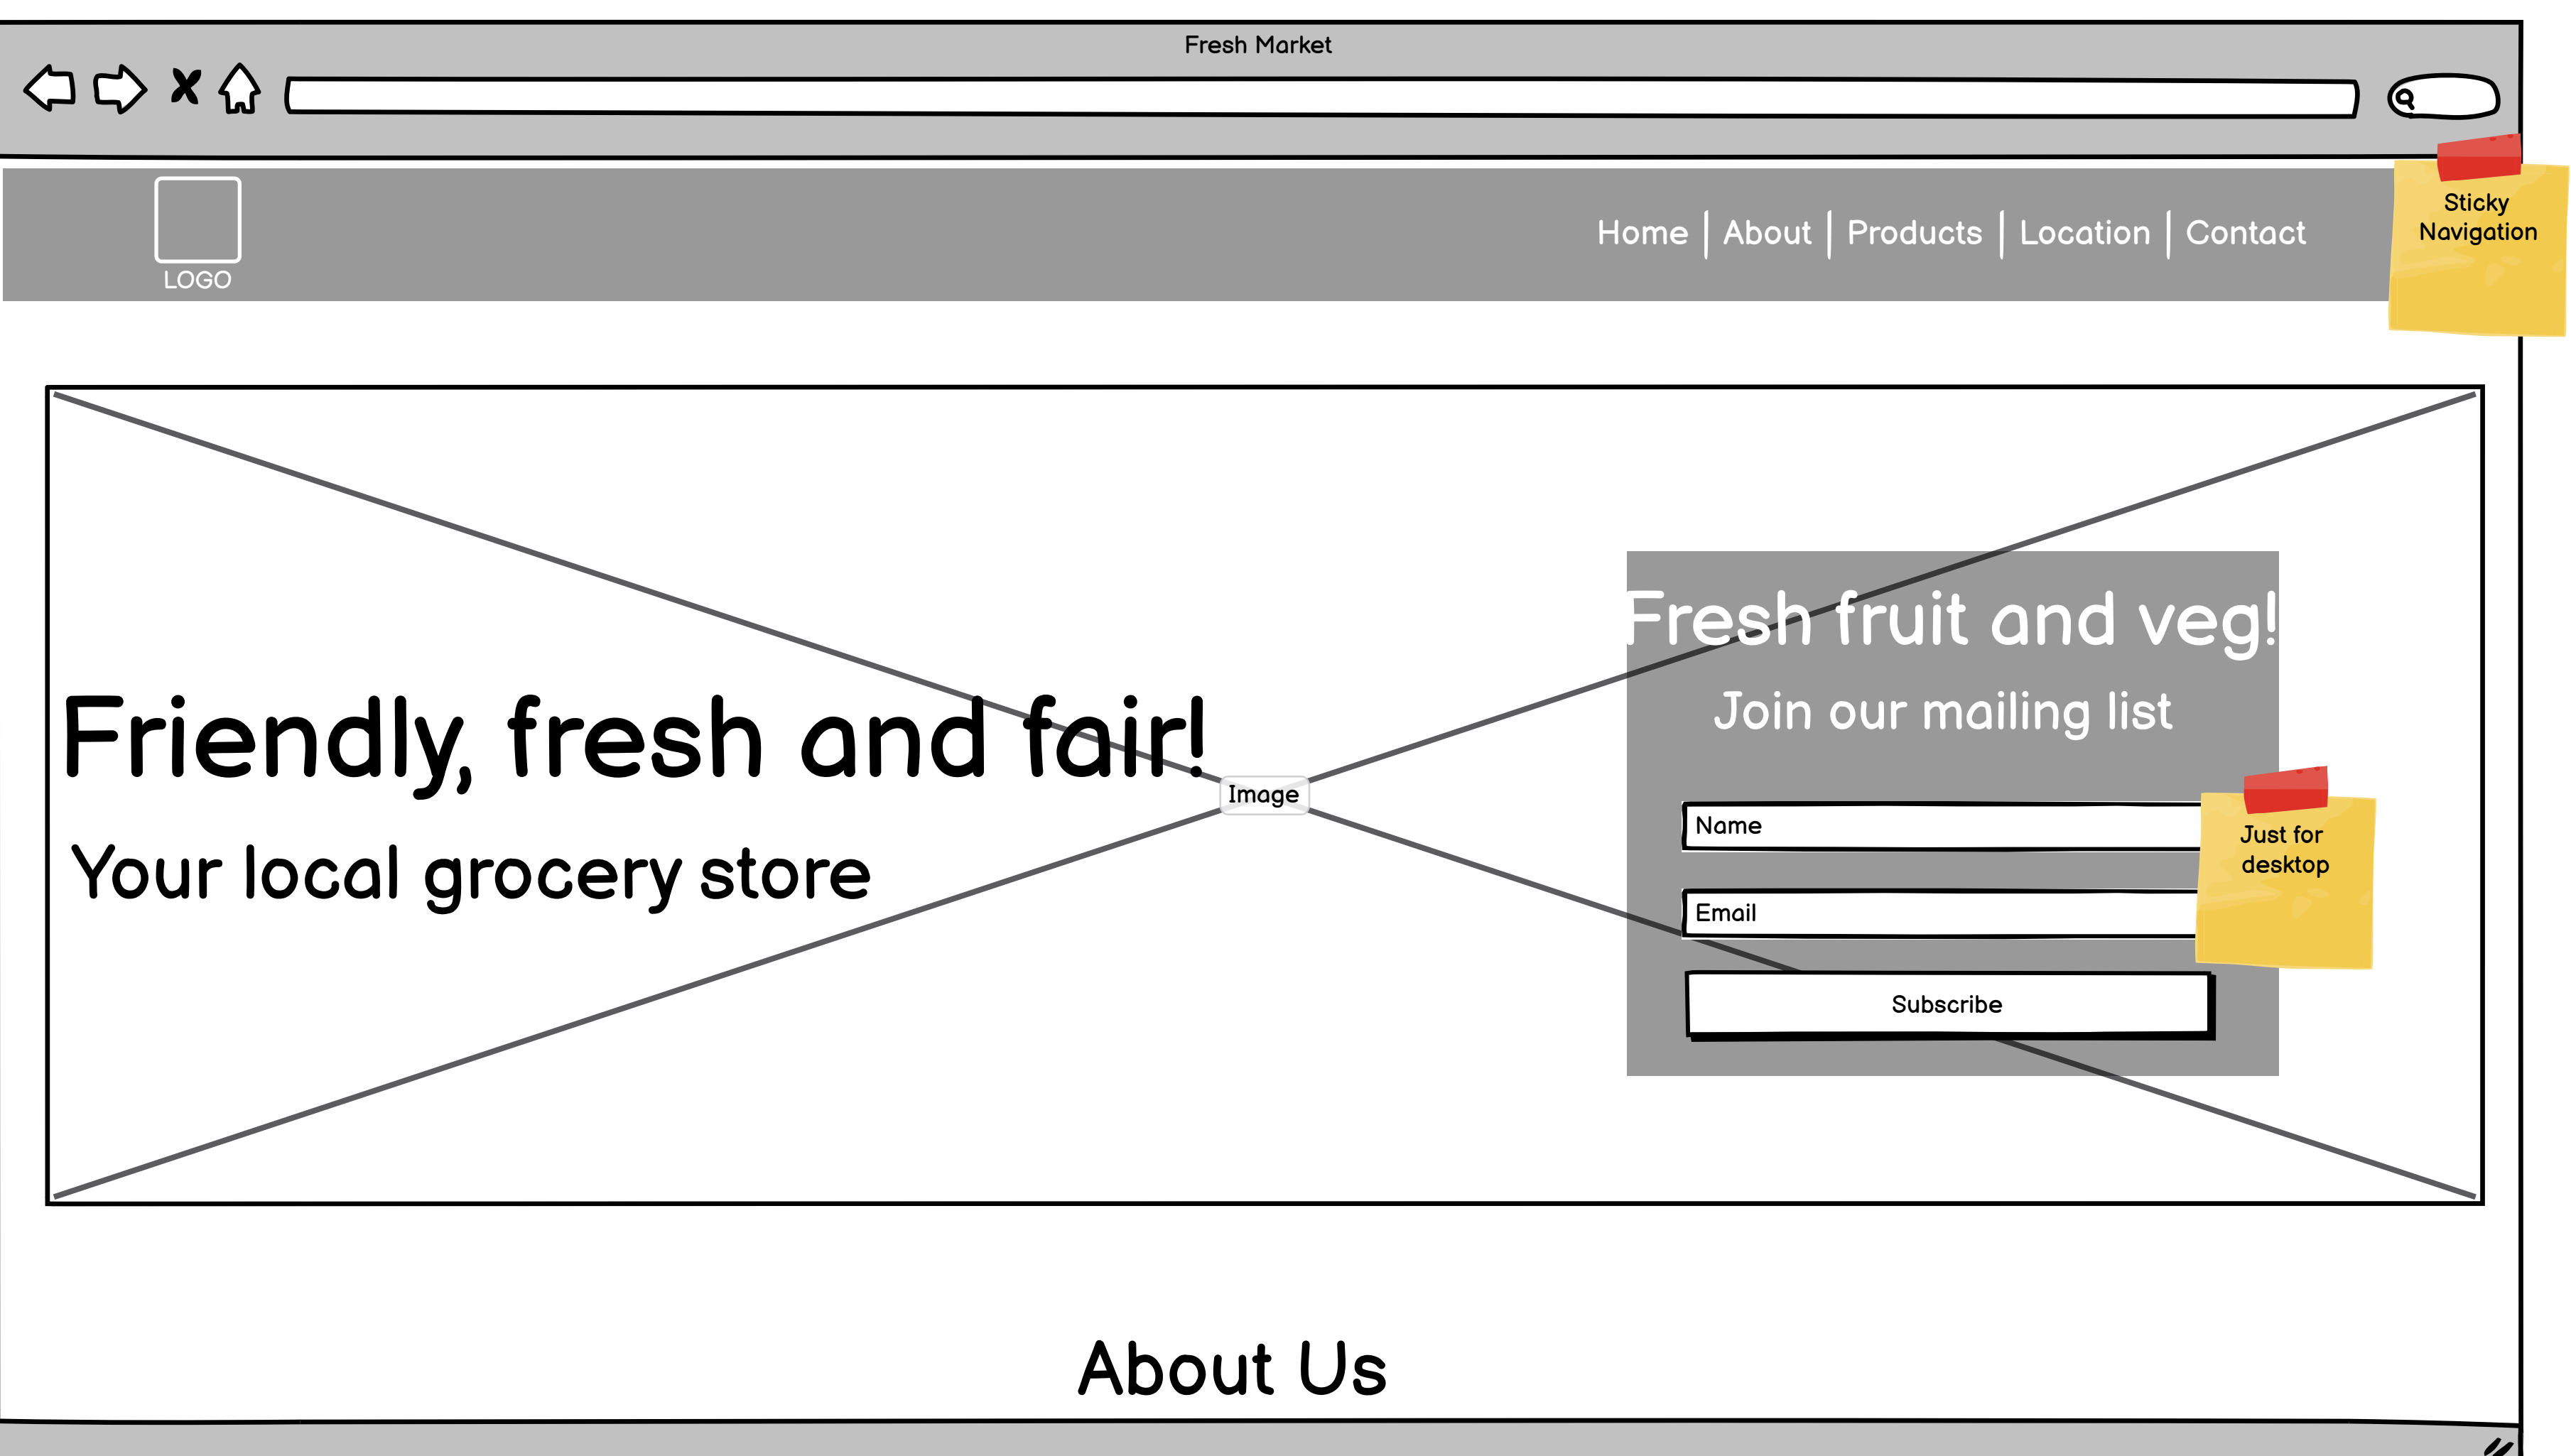 Fresh Market
LOGO
Home | About | Products | Location | Contact
Sticky
Navigation
Fresh fruit and veg!
Join our mailing list
Friendly, fresh and fair!
Image
Your local grocery store
Name
Email
Just for
desktop
Subscribe
About Us